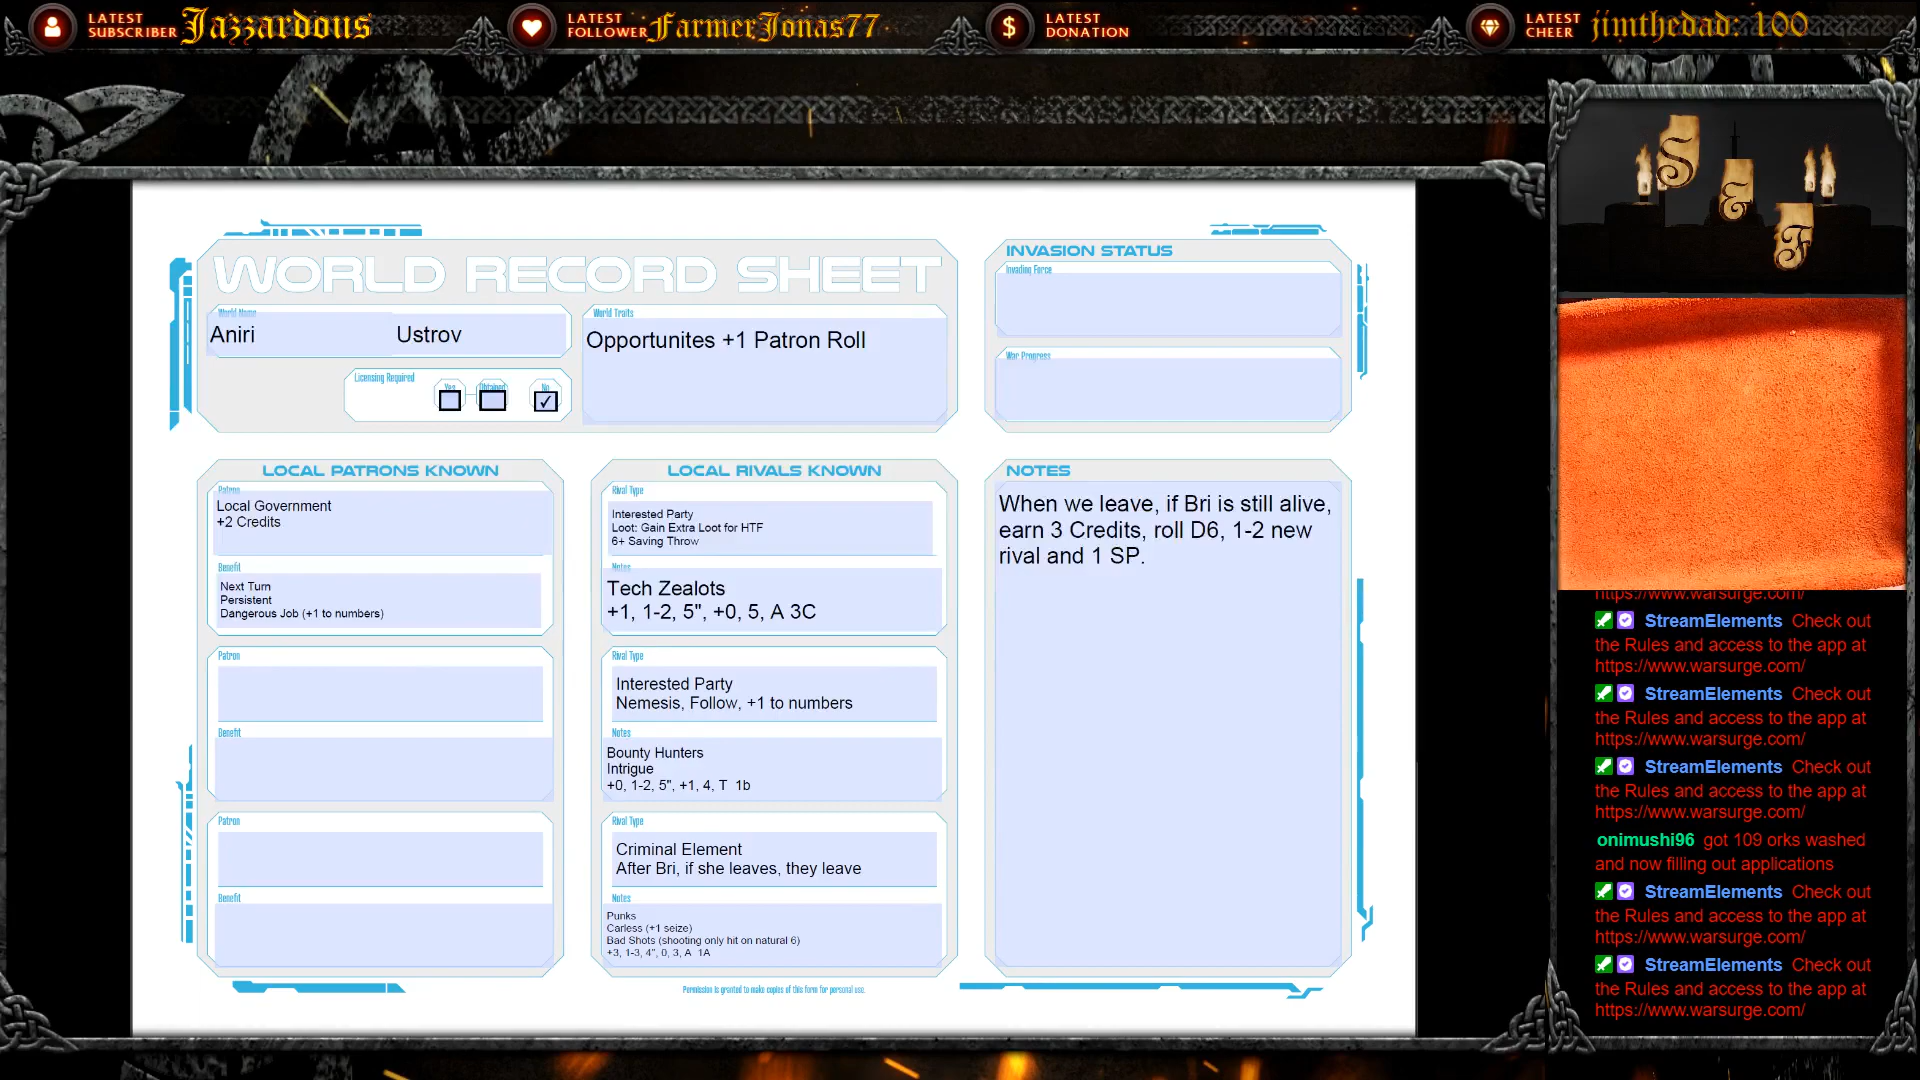 LATEST
SUBSCRIBER
Jazzardous
LATEST
FOLLOWER
FarmerJonas77
$
LATEST
DONATION
LATEST
CHEER
jimthedad: 100
S
&
F
WORLD RECORD SHEET
World Name
Aniri
Ustrov
Licensing Required
Yes
Obtained
No
World Traits
Opportunites +1 Patron Roll
INVASION STATUS
Invading Force
War Progress
LOCAL PATRONS KNOWN
Patron
Local Government
+2 Credits
Benefit
Next Turn
Persistent
Dangerous Job (+1 to numbers)
Patron
Benefit
Patron
Benefit
LOCAL RIVALS KNOWN
Rival Type
Interested Party
Loot: Gain Extra Loot for HTF
6+ Saving Throw
Notes
Tech Zealots
+1, 1-2, 5", +0, 5, A 3C
Rival Type
Interested Party
Nemesis, Follow, +1 to numbers
Notes
Bounty Hunters
Intrigue
+0, 1-2, 5", +1, 4, T 1b
Rival Type
Criminal Element
After Bri, if she leaves, they leave
Notes
Punks
Carless (+1 seize)
Bad Shots (shooting only hit on natural 6)
+3, 1-3, 4", 0, 3, A 1A
NOTES
When we leave, if Bri is still alive,
earn 3 Credits, roll D6, 1-2 new
rival and 1 SP.
Permission is granted to make copies of this form for personal use.
https://www.warsurge.com/
StreamElements Check out
the Rules and access to the app at
https://www.warsurge.com/
StreamElements Check out
the Rules and access to the app at
https://www.warsurge.com/
StreamElements Check out
the Rules and access to the app at
https://www.warsurge.com/
onimushi96 got 109 orks washed
and now filling out applications
StreamElements Check out
the Rules and access to the app at
https://www.warsurge.com/
StreamElements Check out
the Rules and access to the app at
https://www.warsurge.com/